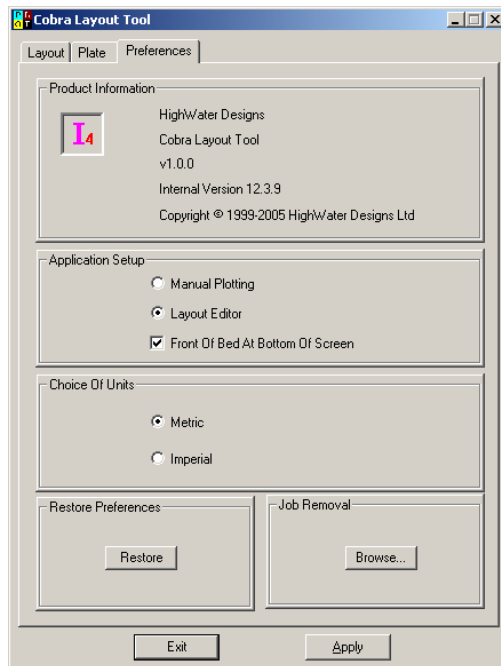 Cobra Layout Tool
Layout Plate Preferences
Product Information
I4
HighWater Designs
Cobra Layout Tool
v1.0.0
Internal Version 12.3.9
Copyright © 1999-2005 HighWater Designs Ltd
Application Setup
Manual Plotting
Layout Editor
Front Of Bed At Bottom Of Screen
Choice Of Units
Metric
Imperial
Restore Preferences
Restore
Job Removal
Browse...
Exit
Apply